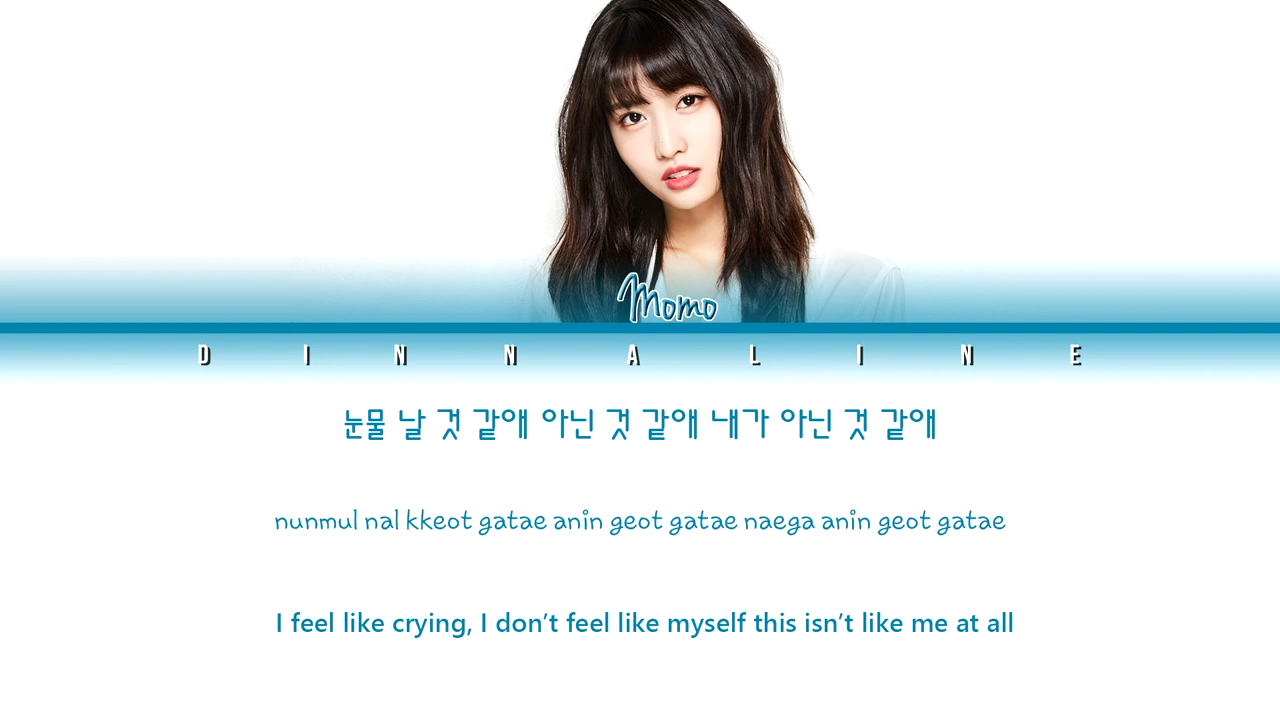 Momo
DINNALINE
눈물 날 것 같애 아닌 것 같애 내가 아닌 것 같애
nunmul nal kkeot gatae anin geot gatae naega anin geot gatae
I feel like crying, I don’t feel like myself this isn’t like me at all